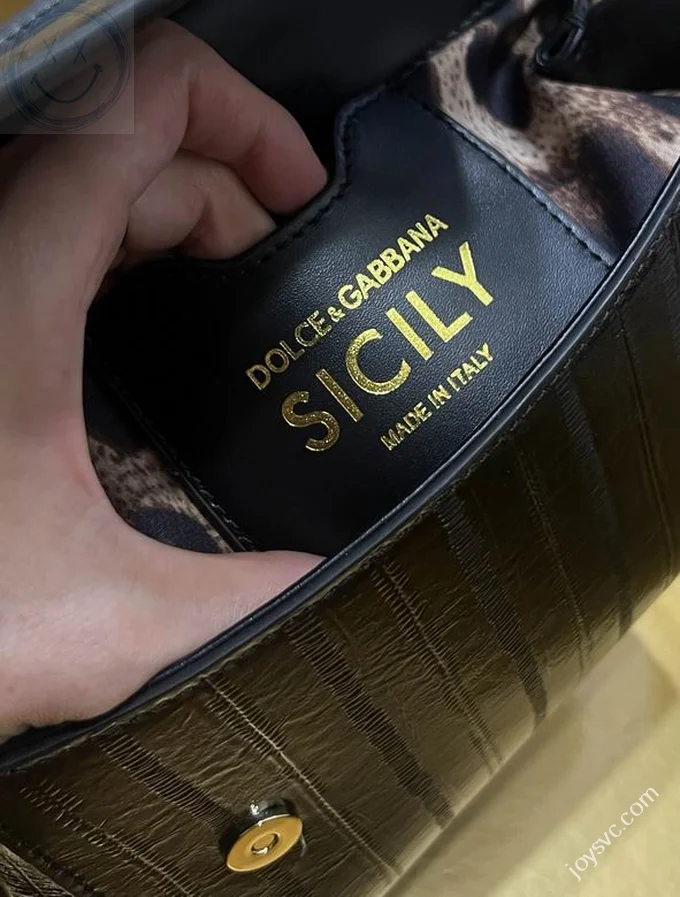 DOLCE & GABBANA
SICILY
MADE IN ITALY
joysvc.com